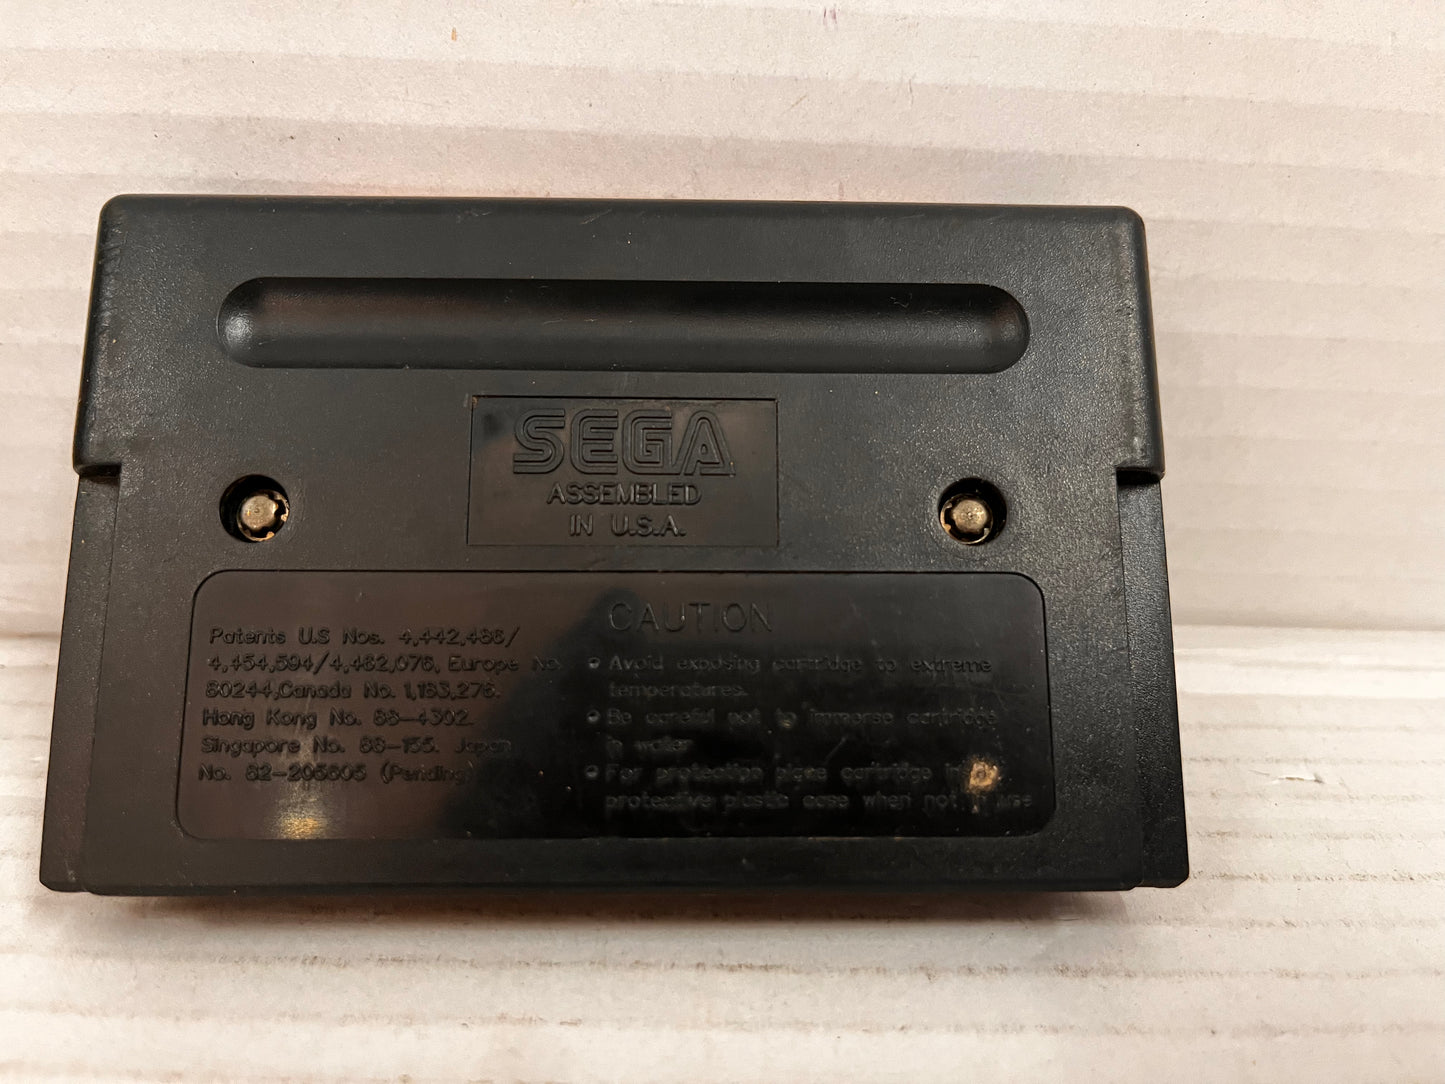 SEGA
ASSEMBLED
IN U.S.A.
Patents U.S Nos. 4,442,486/
4,454,594/4,462,076, Europe No.
80244,Canada No. 1,183,276.
Hong Kong No. 88-4302.
Singapore No. 88-155. Japan
No. 82-205605 (Pending)
CAUTION
Avoid exposing cartridge to extreme
temperatures.
Be careful not to immerse cartridge
in water
For protection place cartridge in
protective plastic case when not in use